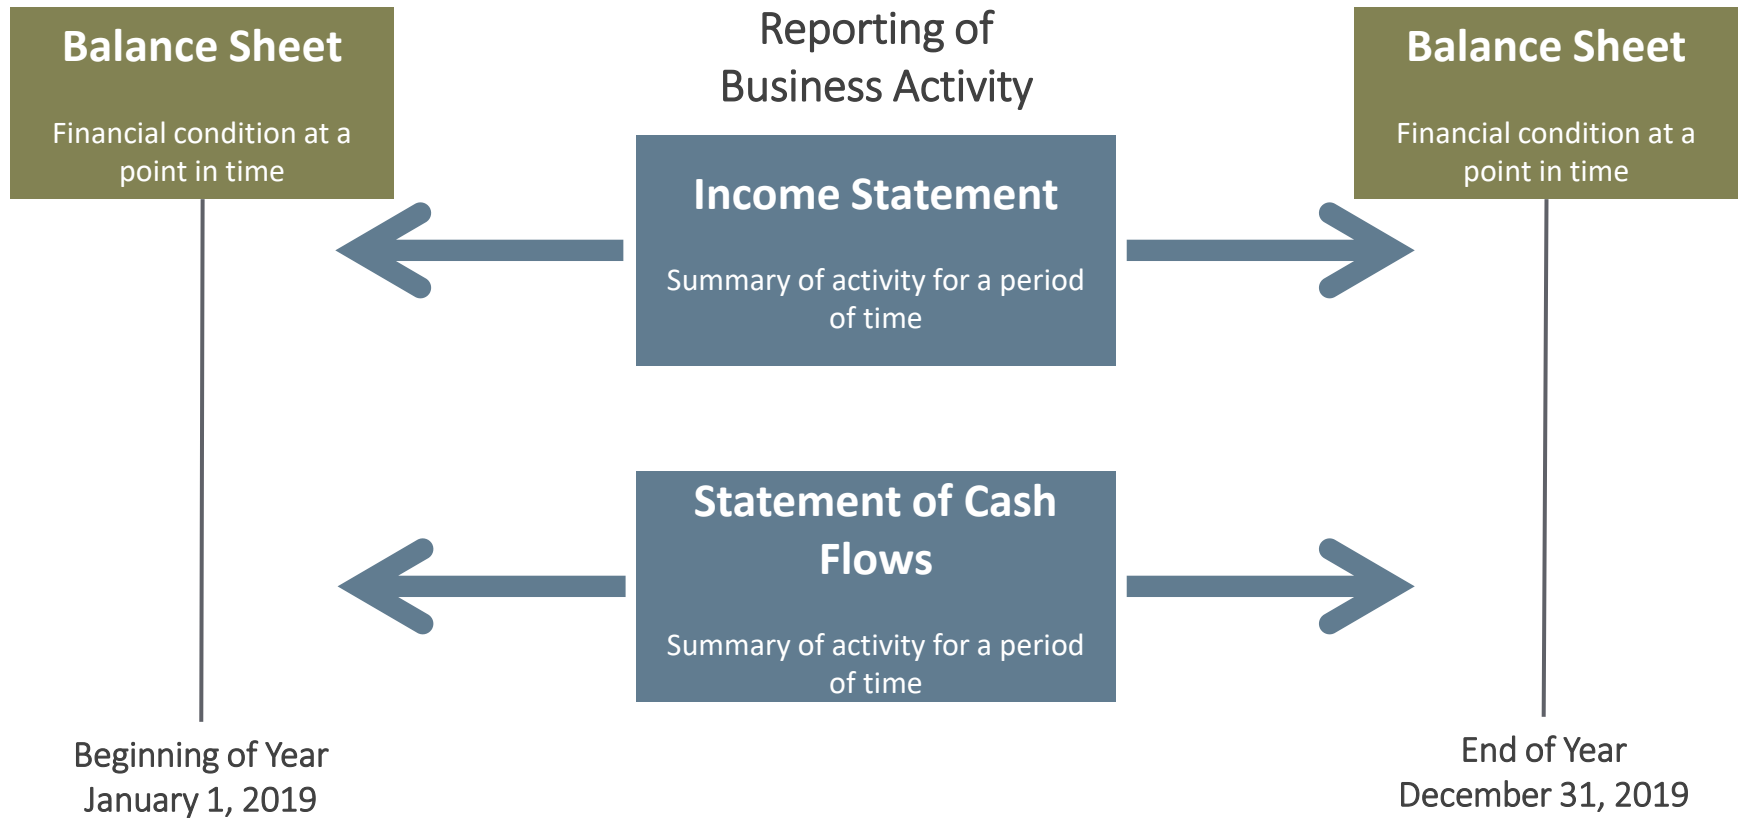 Balance Sheet
Financial condition at a
point in time
Reporting of
Business Activity
Balance Sheet
Financial condition at a
point in time
Income Statement
Summary of activity for a period
of time
Statement of Cash
Flows
Summary of activity for a period
of time
Beginning of Year
January 1, 2019
End of Year
December 31, 2019